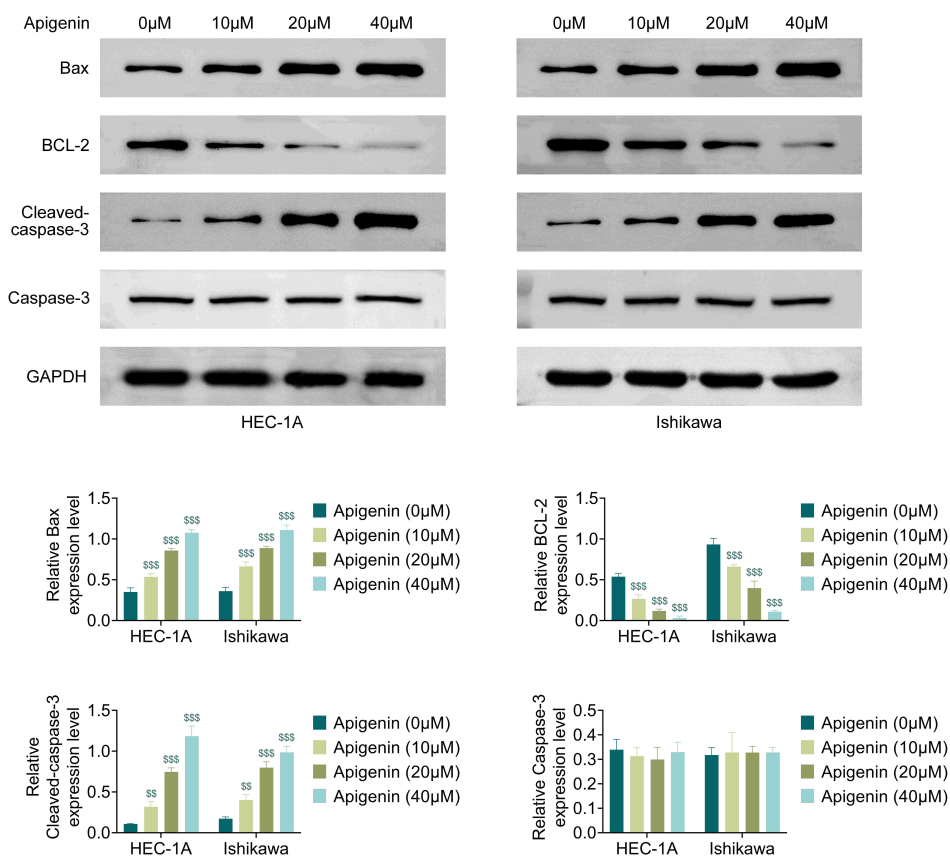 Apigenin 0μM 10μM 20μM 40μM 0μM 10μM 20μM 40μM
Bax
BCL-2
Cleaved-
caspase-3
Caspase-3
GAPDH
HEC-1A Ishikawa
Relative Bax
expression level
1.5
1.0
0.5
0.0
$$$ $$$ $$$ $$$ $$$ $$$
HEC-1A Ishikawa
Apigenin (0μM)
Apigenin (10μM)
Apigenin (20μM)
Apigenin (40μM)
Relative BCL-2
expression level
1.5
1.0
0.5
0.0
$$$ $$$ $$$ $$$ $$$ $$$
HEC-1A Ishikawa
Apigenin (0μM)
Apigenin (10μM)
Apigenin (20μM)
Apigenin (40μM)
Relative
Cleaved-caspase-3
expression level
1.5
1.0
0.5
0.0
$$ $$$ $$$ $$ $$$ $$$
HEC-1A Ishikawa
Apigenin (0μM)
Apigenin (10μM)
Apigenin (20μM)
Apigenin (40μM)
Relative Caspase-3
expression level
0.5
0.4
0.3
0.2
0.1
0.0
HEC-1A Ishikawa
Apigenin (0μM)
Apigenin (10μM)
Apigenin (20μM)
Apigenin (40μM)